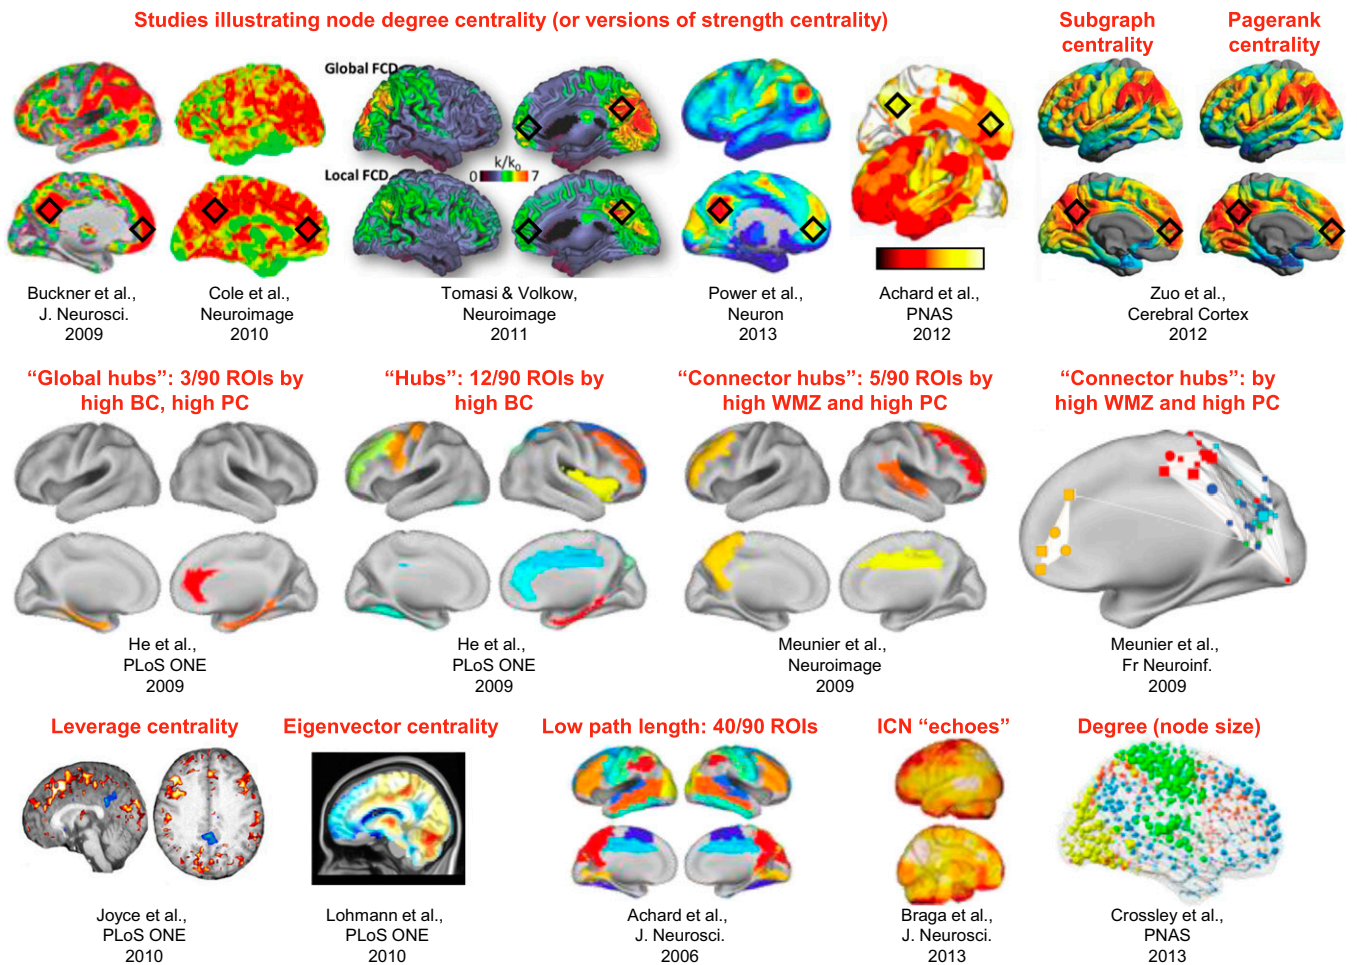 Studies illustrating node degree centrality (or versions of strength centrality)
Subgraph
centrality
Pagerank
centrality
Global FCD
k/k0
0
7
Local FCD
Buckner et al.,
J. Neurosci.
2009
Cole et al.,
Neuroimage
2010
Tomasi & Volkow,
Neuroimage
2011
Power et al.,
Neuron
2013
Achard et al.,
PNAS
2012
Zuo et al.,
Cerebral Cortex
2012
“Global hubs”: 3/90 ROIs by
high BC, high PC
“Hubs”: 12/90 ROIs by
high BC
“Connector hubs”: 5/90 ROIs by
high WMZ and high PC
“Connector hubs”: by
high WMZ and high PC
He et al.,
PLoS ONE
2009
He et al.,
PLoS ONE
2009
Meunier et al.,
Neuroimage
2009
Meunier et al.,
Fr Neuroinf.
2009
Leverage centrality
Eigenvector centrality
Low path length: 40/90 ROIs
ICN “echoes”
Degree (node size)
Joyce et al.,
PLoS ONE
2010
Lohmann et al.,
PLoS ONE
2010
Achard et al.,
J. Neurosci.
2006
Braga et al.,
J. Neurosci.
2013
Crossley et al.,
PNAS
2013